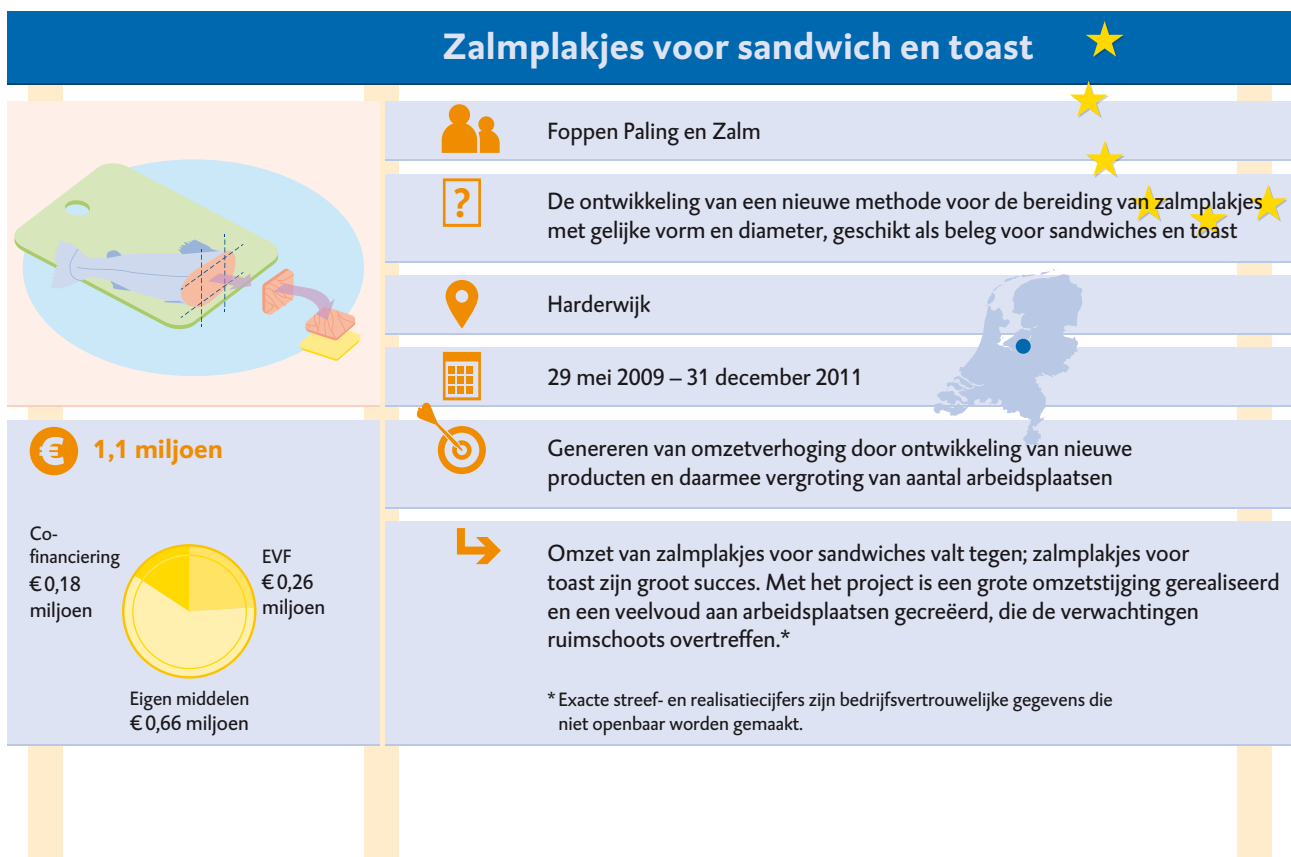 Zalmplakjes voor sandwich en toast
Foppen Paling en Zalm
?
De ontwikkeling van een nieuwe methode voor de bereiding van zalmplakjes
met gelijke vorm en diameter, geschikt als beleg voor sandwiches en toast
Harderwijk
29 mei 2009 – 31 december 2011
Genereren van omzetverhoging door ontwikkeling van nieuwe
producten en daarmee vergroting van aantal arbeidsplaatsen
Omzet van zalmplakjes voor sandwiches valt tegen; zalmplakjes voor
toast zijn groot succes. Met het project is een grote omzetstijging gerealiseerd
en een veelvoud aan arbeidsplaatsen gecreëerd, die de verwachtingen
ruimschoots overtreffen.*
* Exacte streef- en realisatiecijfers zijn bedrijfsvertrouwelijke gegevens die
niet openbaar worden gemaakt.
€ 1,1 miljoen
Co-
financiering
€ 0,18
miljoen
EVF
€ 0,26
miljoen
Eigen middelen
€ 0,66 miljoen